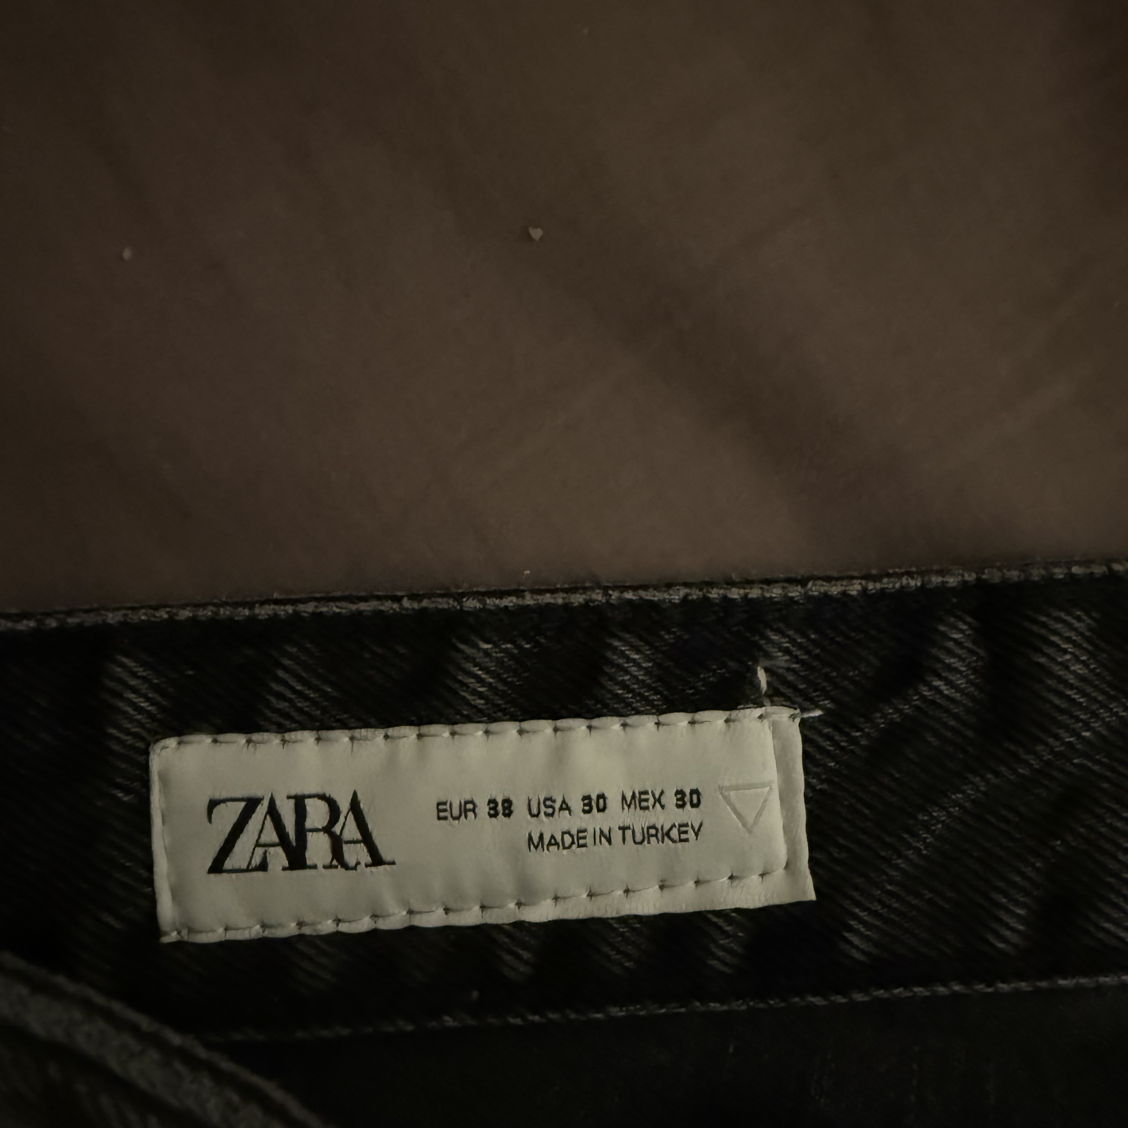 ZARA
EUR 38 USA 30 MEX 30
MADE IN TURKEY